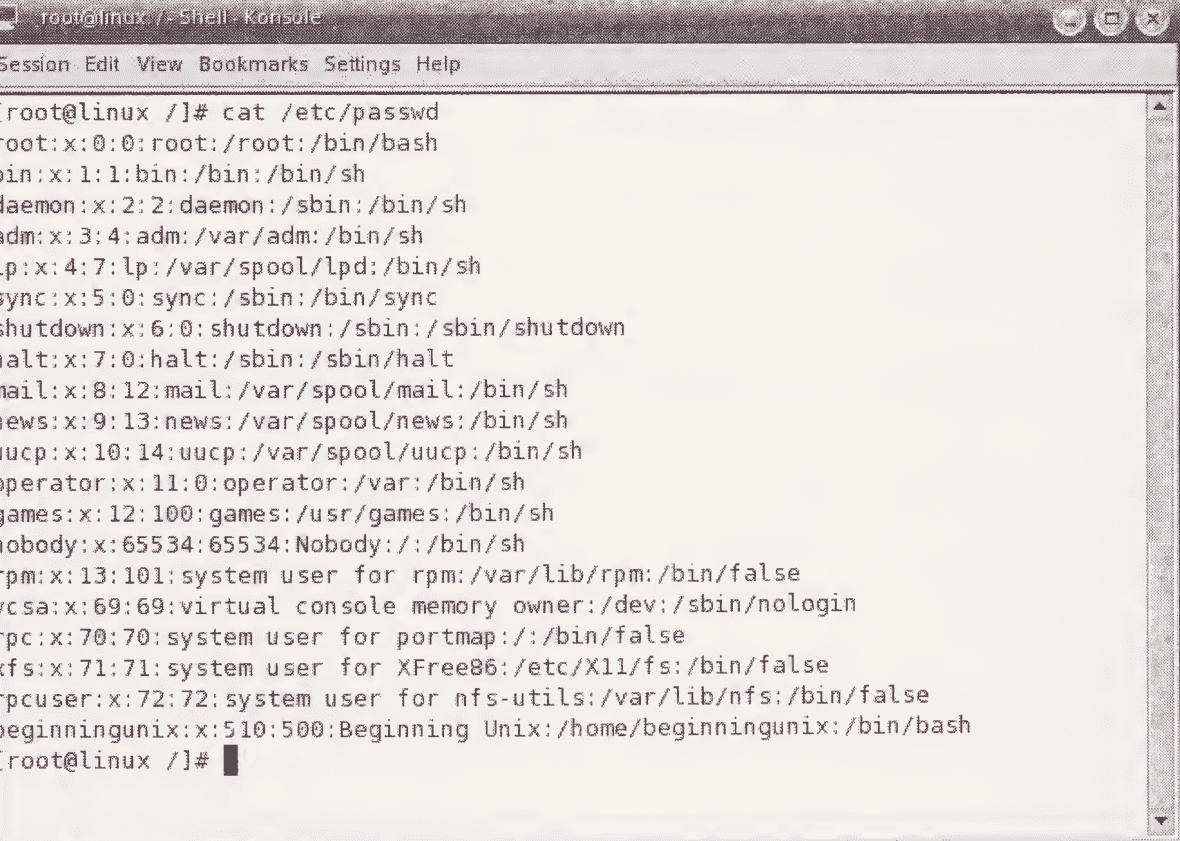 root@linux: / - Shell - Konsole
Session Edit View Bookmarks Settings Help
[root@linux /]# cat /etc/passwd
root:x:0:0:root:/root:/bin/bash
bin:x:1:1:bin:/bin:/bin/sh
daemon:x:2:2:daemon:/sbin:/bin/sh
adm:x:3:4:adm:/var/adm:/bin/sh
lp:x:4:7:lp:/var/spool/lpd:/bin/sh
sync:x:5:0:sync:/sbin:/bin/sync
shutdown:x:6:0:shutdown:/sbin:/sbin/shutdown
halt:x:7:0:halt:/sbin:/sbin/halt
mail:x:8:12:mail:/var/spool/mail:/bin/sh
news:x:9:13:news:/var/spool/news:/bin/sh
uucp:x:10:14:uucp:/var/spool/uucp:/bin/sh
operator:x:11:0:operator:/var:/bin/sh
games:x:12:100:games:/usr/games:/bin/sh
nobody:x:65534:65534:Nobody:/:/bin/sh
rpm:x:13:101:system user for rpm:/var/lib/rpm:/bin/false
vcsa:x:69:69:virtual console memory owner:/dev:/sbin/nologin
rpc:x:70:70:system user for portmap:/:/bin/false
xfs:x:71:71:system user for XFree86:/etc/X11/fs:/bin/false
rpcuser:x:72:72:system user for nfs-utils:/var/lib/nfs:/bin/false
beginningunix:x:510:500:Beginning Unix:/home/beginningunix:/bin/bash
[root@linux /]#